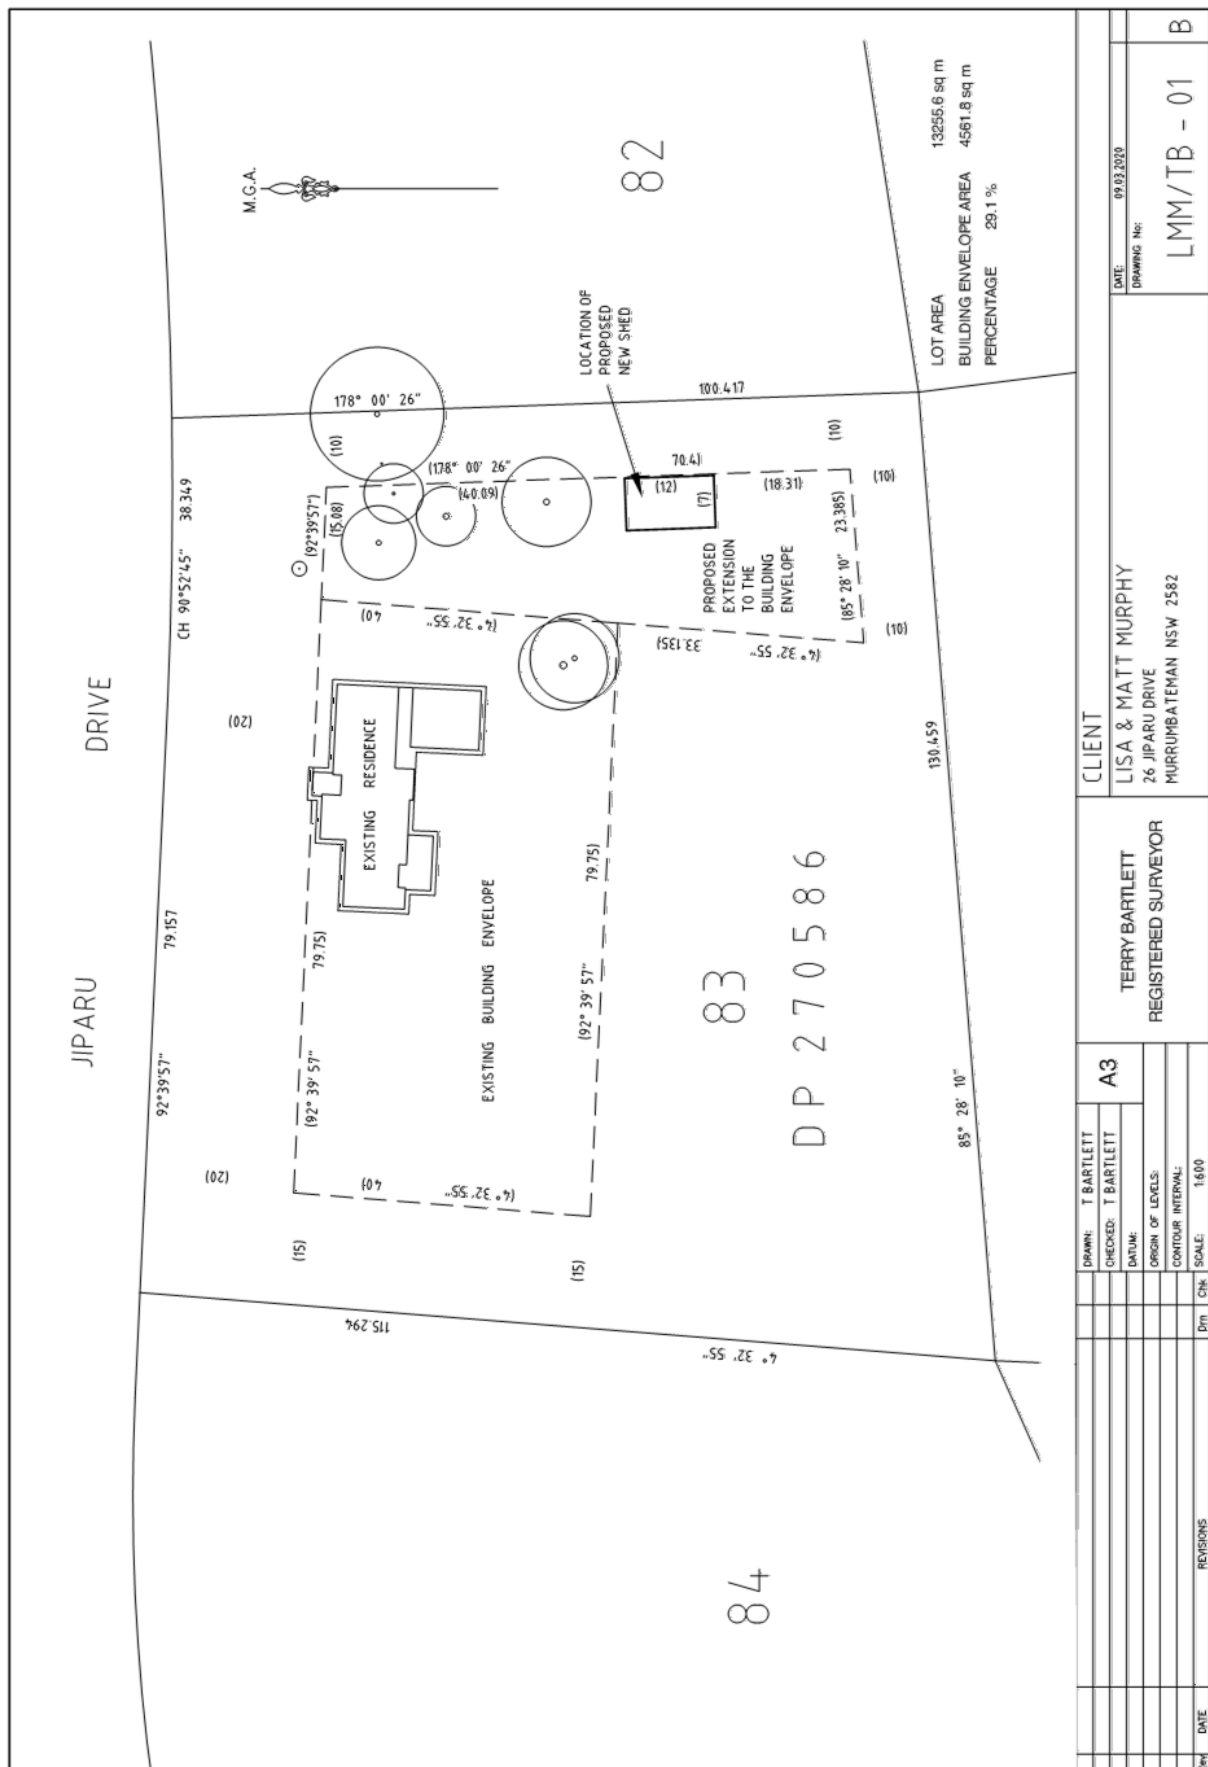 JIPARU DRIVE
M.G.A.
92°39'57"
79.157
CH 90°52'45"
38.349
(20)
(20)
(15)
(15)
(92° 39' 57")
79.75)
(92°39'57")
(15.08)
(10)
178° 00' 26"
(178° 00' 26"
(40.09)
40)
(4° 32' 55"
40)
(4° 32' 55"
EXISTING RESIDENCE
EXISTING BUILDING ENVELOPE
(92° 39' 57"
79.75)
33.135)
(4° 32' 55"
PROPOSED
EXTENSION
TO THE
BUILDING
ENVELOPE
LOCATION OF
PROPOSED
NEW SHED
70.4)
(12)
(7)
(18.31)
100.417
(10)
(10)
(10)
(85° 28' 10"
23.385)
115.294
4° 32' 55"
85° 28' 10"
130.459
82
83
84
DP 270586
LOT AREA 13255.6 sq m
BUILDING ENVELOPE AREA 4561.8 sq m
PERCENTAGE 29.1 %
Rev DATE REVISIONS Drn Chk
DRAWN: T BARTLETT
CHECKED: T BARTLETT
DATUM:
ORIGIN OF LEVELS:
CONTOUR INTERVAL:
SCALE: 1:600
A3
TERRY BARTLETT
REGISTERED SURVEYOR
CLIENT
LISA & MATT MURPHY
26 JIPARU DRIVE
MURRUMBATEMAN NSW 2582
DATE: 09.03.2020
DRAWING No:
LMM/TB - 01 B